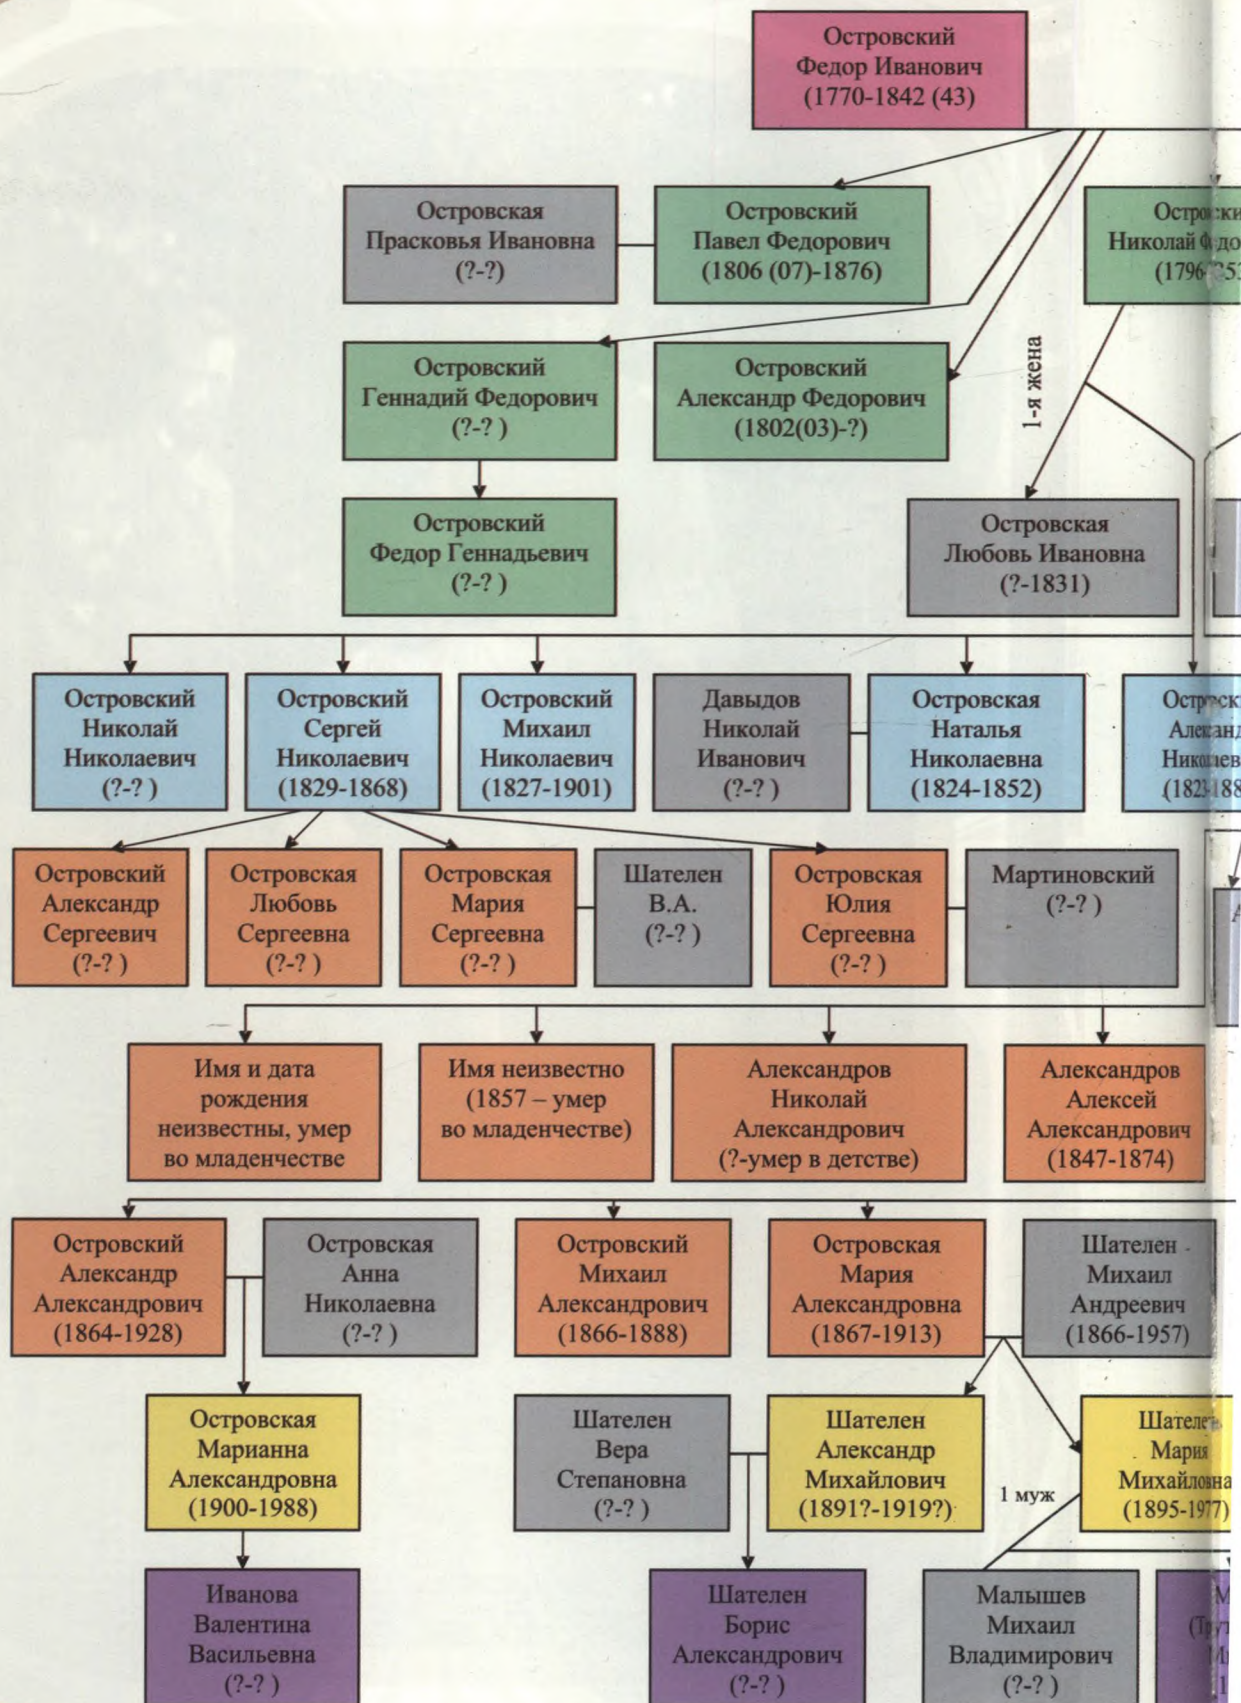 Островский
Федор Иванович
(1770-1842 (43)
Островская
Прасковья Ивановна
(?-?)
Островский
Павел Федорович
(1806 (07)-1876)
Николай
(1796
Островский
Геннадий Федорович
(?-? )
Островский
Александр Федорович
(1802(03)-?)
1-я жена
Островский
Федор Геннадьевич
(?-? )
Островская
Любовь Ивановна
(?-1831)
Островский
Николай
Николаевич
(?-? )
Островский
Сергей
Николаевич
(1829-1868)
Островский
Михаил
Николаевич
(1827-1901)
Давыдов
Николай
Иванович
(?-? )
Островская
Наталья
Николаевна
(1824-1852)
Островский
Александр
Сергеевич
(?-? )
Островская
Любовь
Сергеевна
(?-? )
Островская
Мария
Сергеевна
(?-? )
Шателен
В.А.
(?-? )
Островская
Юлия
Сергеевна
(?-? )
Мартиновский
(?-? )
Имя и дата
рождения
неизвестны, умер
во младенчестве
Имя неизвестно
(1857 – умер
во младенчестве)
Александров
Николай
Александрович
(?-умер в детстве)
Александров
Алексей
Александрович
(1847-1874)
Островский
Александр
Александрович
(1864-1928)
Островская
Анна
Николаевна
(?-? )
Островский
Михаил
Александрович
(1866-1888)
Островская
Мария
Александровна
(1867-1913)
Шателен
Михаил
Андреевич
(1866-1957)
Островская
Марианна
Александровна
(1900-1988)
Шателен
Вера
Степановна
(?-? )
Шателен
Александр
Михайлович
(1891?-1919?)
1 муж
Шателен
Мария
Михайловна
(1895-1977)
Иванова
Валентина
Васильевна
(?-? )
Шателен
Борис
Александрович
(?-? )
Малышев
Михаил
Владимирович
(?-? )